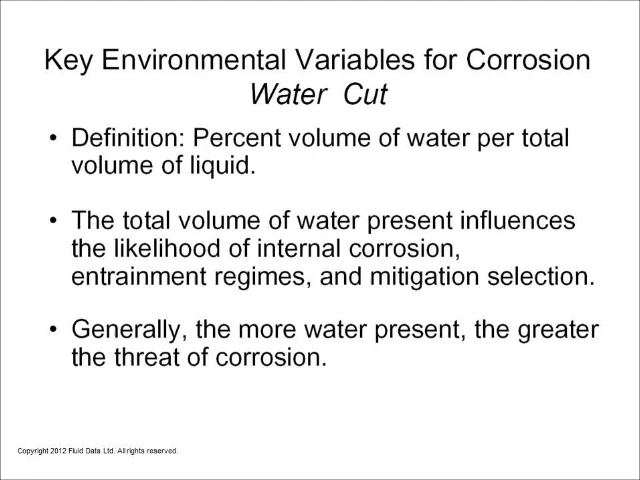 Key Environmental Variables for Corrosion
Water Cut
• Definition: Percent volume of water per total
volume of liquid.
• The total volume of water present influences
the likelihood of internal corrosion,
entrainment regimes, and mitigation selection.
• Generally, the more water present, the greater
the threat of corrosion.
Copyright 2012 Fluid Data Ltd. All rights reserved.